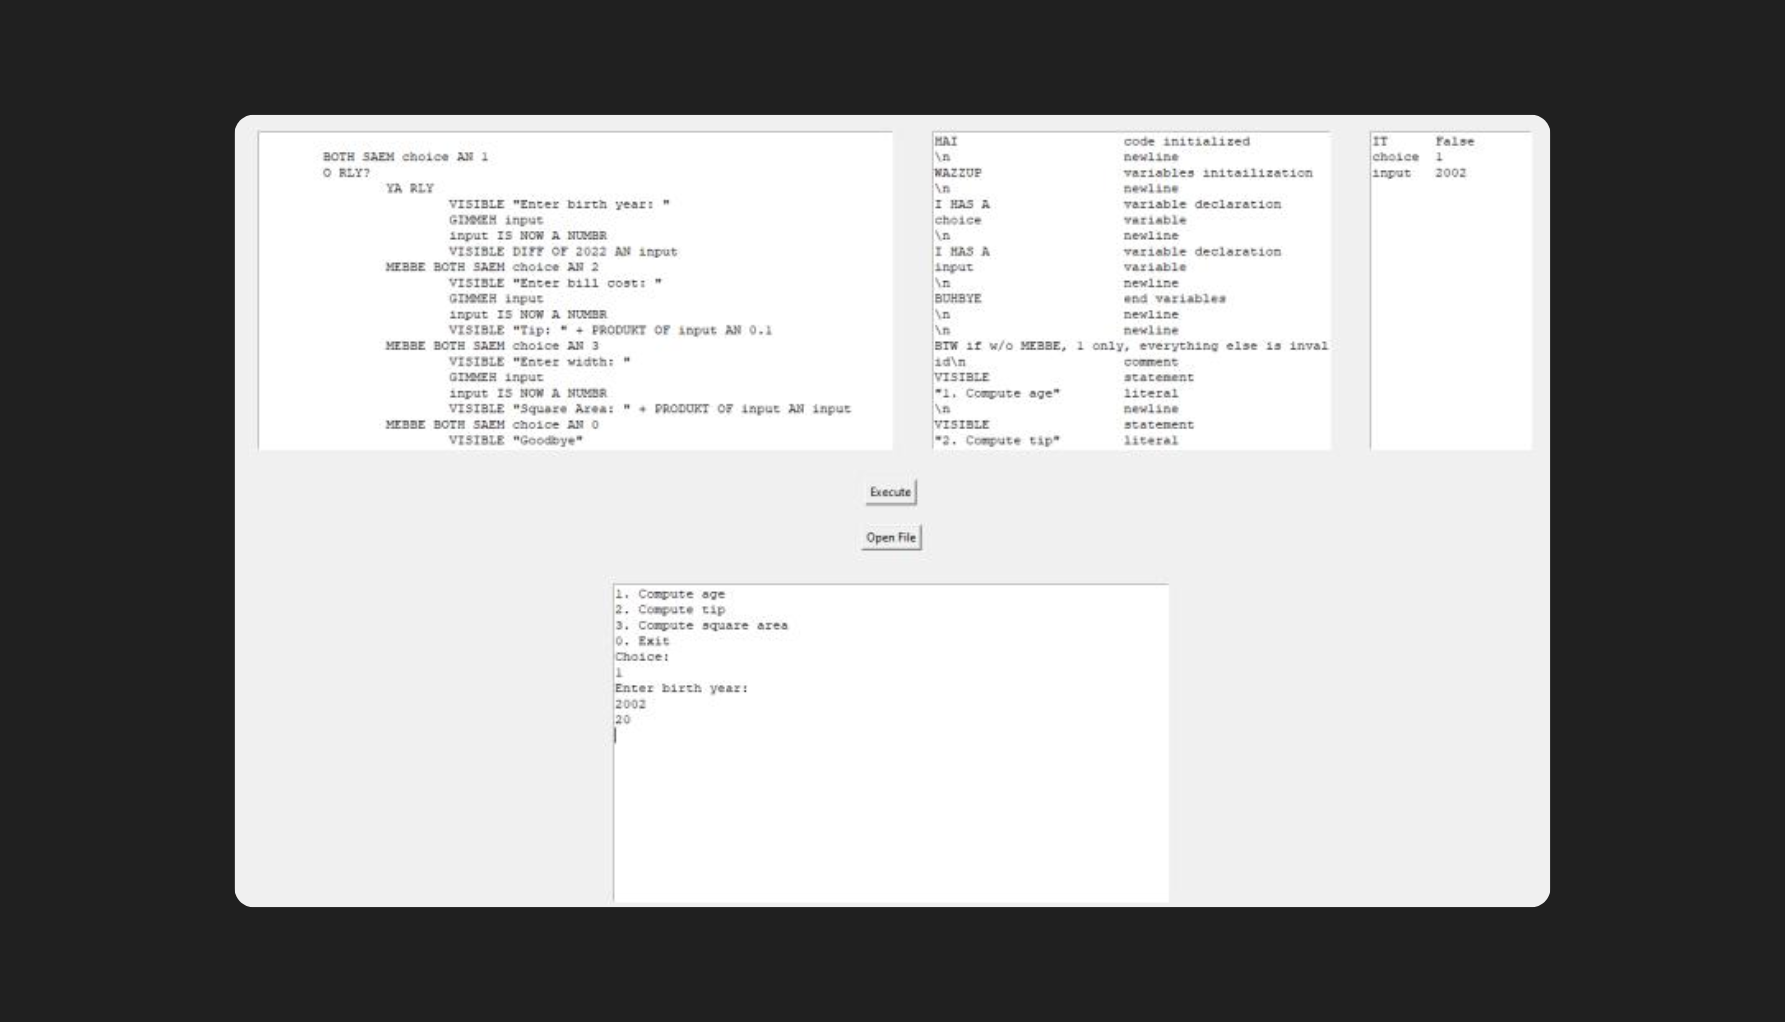 BOTH SAEM choice AN 1
O RLY?
YA RLY
VISIBLE "Enter birth year: "
GIMMEH input
input IS NOW A NUMBR
VISIBLE DIFF OF 2022 AN input
MEBBE BOTH SAEM choice AN 2
VISIBLE "Enter bill cost: "
GIMMEH input
input IS NOW A NUMBR
VISIBLE "Tip: " + PRODUKT OF input AN 0.1
MEBBE BOTH SAEM choice AN 3
VISIBLE "Enter width: "
GIMMEH input
input IS NOW A NUMBR
VISIBLE "Square Area: " + PRODUKT OF input AN input
MEBBE BOTH SAEM choice AN 0
VISIBLE "Goodbye"
HAI code initialized
\n newline
WAZZUP variables initailization
\n newline
I HAS A variable declaration
choice variable
\n newline
I HAS A variable declaration
input variable
\n newline
BUHBYE end variables
\n newline
\n newline
BTW if w/o MEBBE, 1 only, everything else is inval
id\n comment
VISIBLE statement
"1. Compute age" literal
\n newline
VISIBLE statement
"2. Compute tip" literal
IT False
choice 1
input 2002
Execute
Open File
1. Compute age
2. Compute tip
3. Compute square area
0. Exit
Choice:
1
Enter birth year:
2002
20